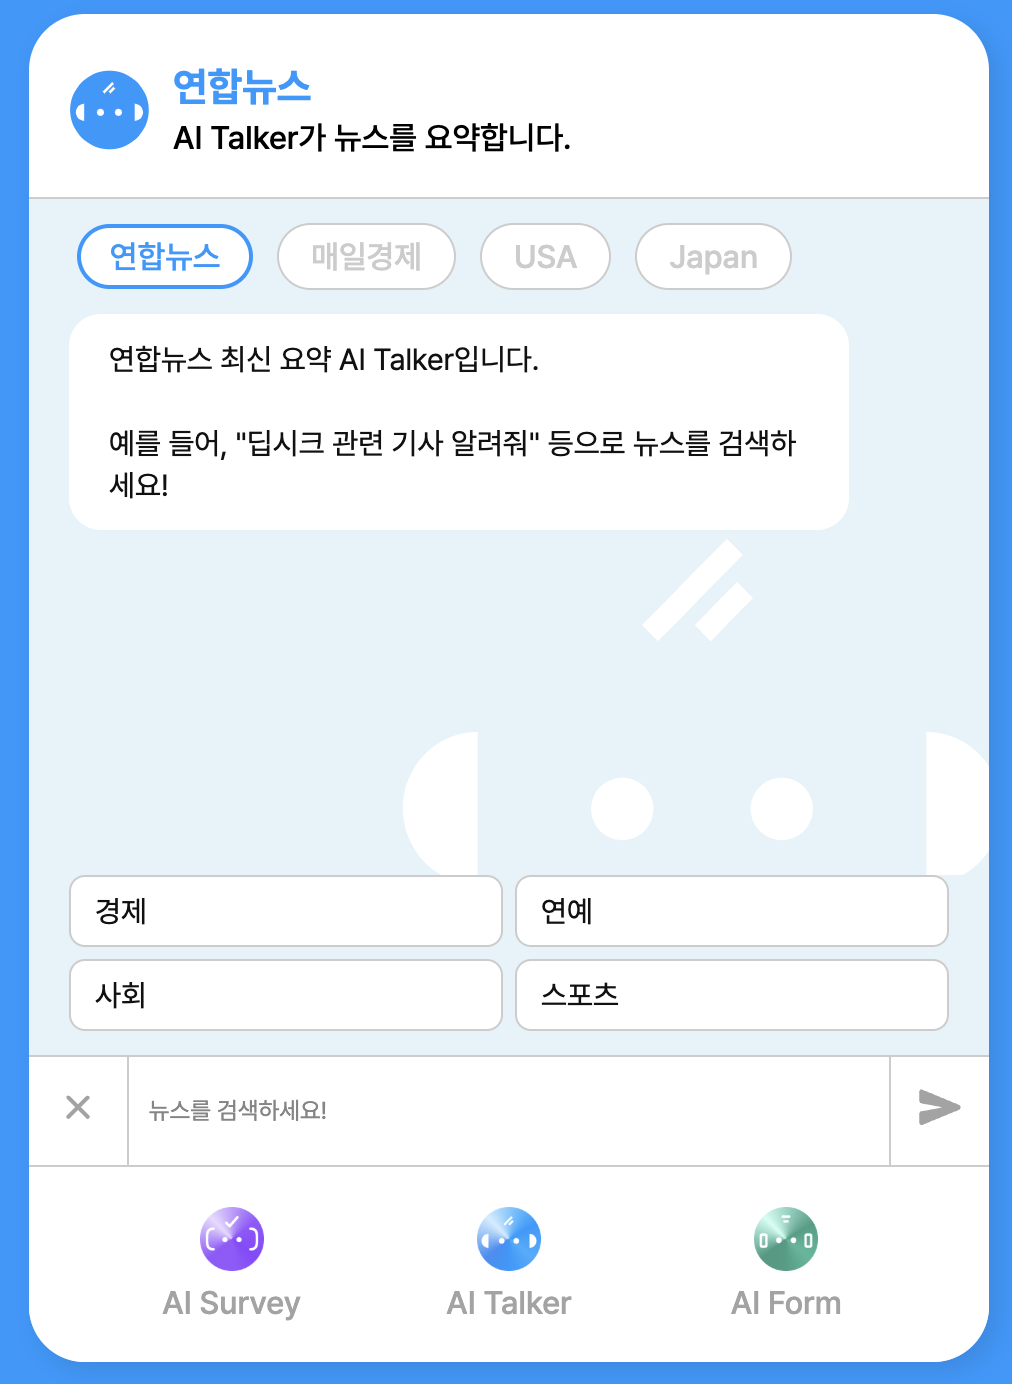 연합뉴스
AI Talker가 뉴스를 요약합니다.
연합뉴스 매일경제 USA Japan
연합뉴스 최신 요약 AI Talker입니다.
예를 들어, "딥시크 관련 기사 알려줘" 등으로 뉴스를 검색하
세요!
경제 연예
사회 스포츠
뉴스를 검색하세요!
AI Survey AI Talker AI Form